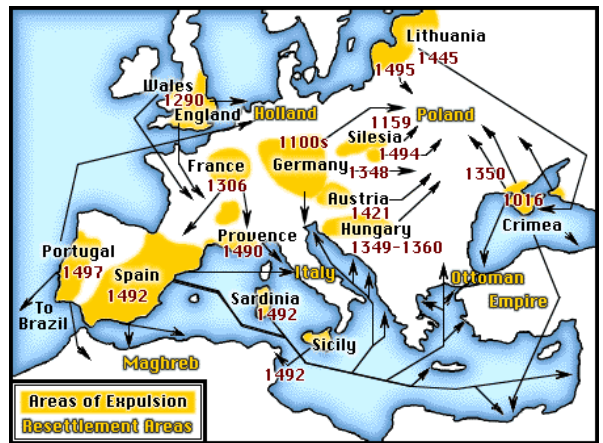 Lithuania
1445
1495
Wales
1290
England
Holland
1159
Poland
1100s
Silesia
1494
France
1306
Germany
1348
1350
Austria
1421
1016
Crimea
Hungary
1349-1360
Provence
1490
Portugal
1497
Spain
1492
Italy
Ottoman
Empire
To
Brazil
Sardinia
1492
Sicily
1492
Maghreb
Areas of Expulsion
Resettlement Areas